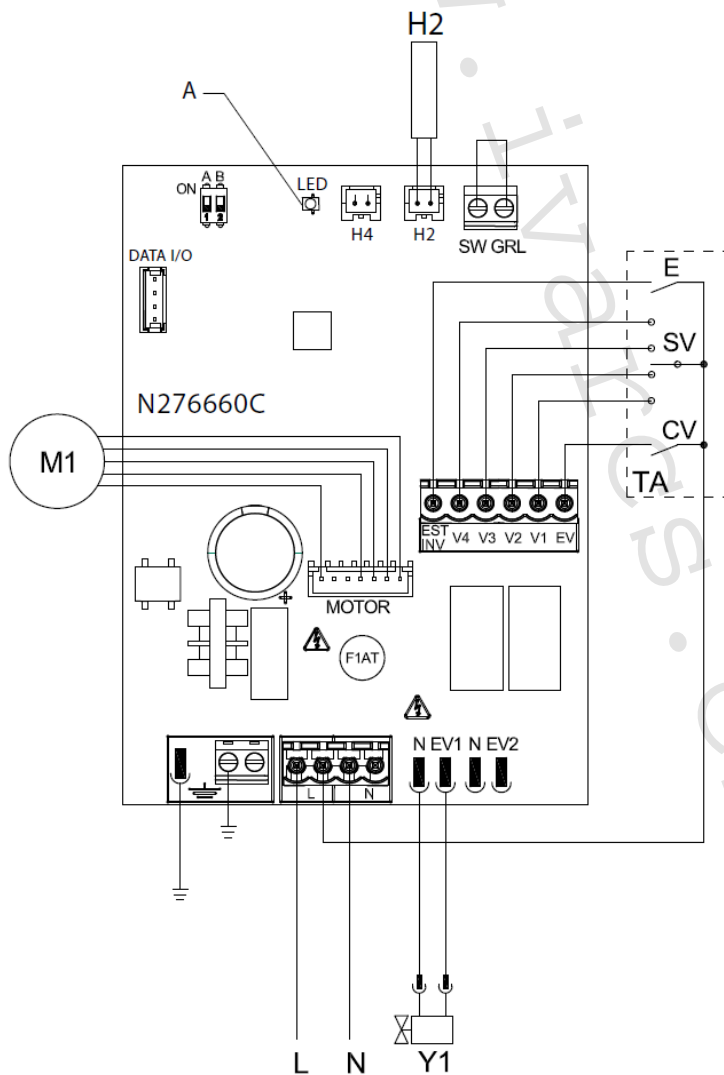 H2
A
ON
A B
1 2
LED
H4
H2
SW GRL
DATA I/O
E
SV
CV
TA
N276660C
M1
EST INV V4 V3 V2 V1 EV
MOTOR
+
F1AT
N EV1 N EV2
L N
L N
Y1